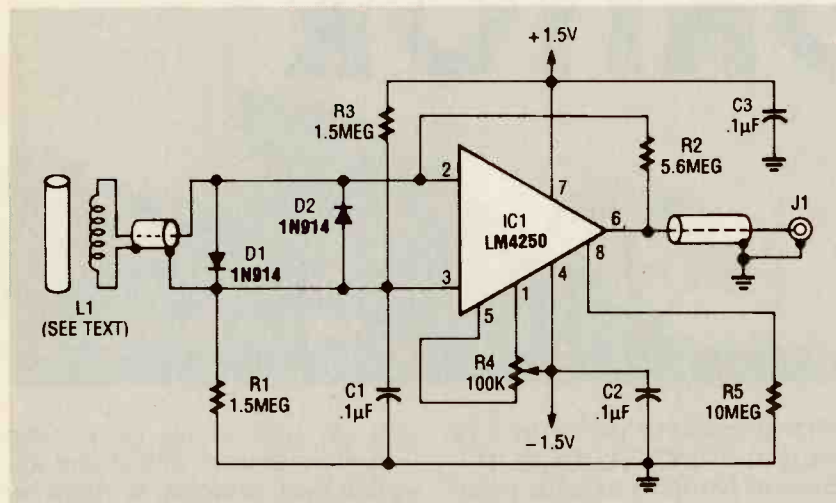 +1.5V
R3
1.5MEG
C3
.1µF
R2
5.6MEG
J1
2
7
D2
1N914
IC1
LM4250
6
8
D1
1N914
4
3
5
1
L1
(SEE TEXT)
R4
100K
R1
1.5MEG
C1
.1µF
C2
.1µF
R5
10MEG
−1.5V